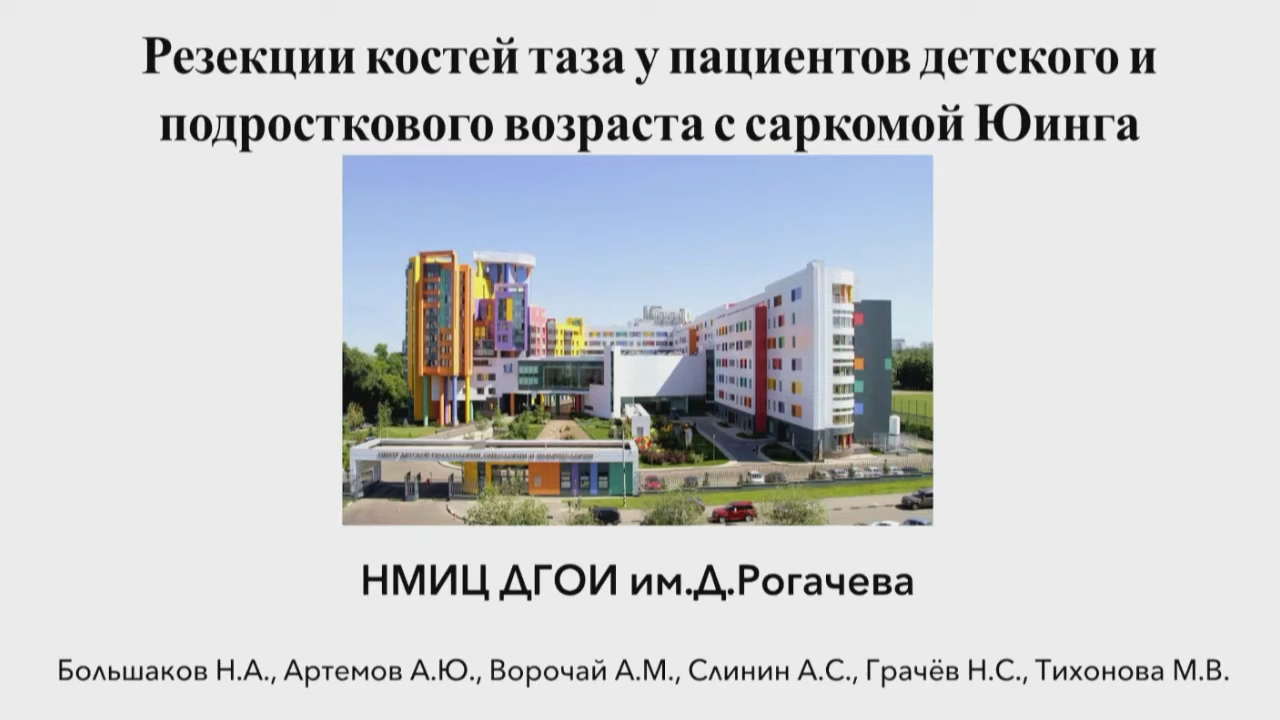 Резекции костей таза у пациентов детского и
подросткового возраста с саркомой Юинга
НМИЦ ДГОИ им.Д.Рогачева
Большаков Н.А., Артемов А.Ю., Ворочай А.М., Слинин А.С., Грачёв Н.С., Тихонова М.В.